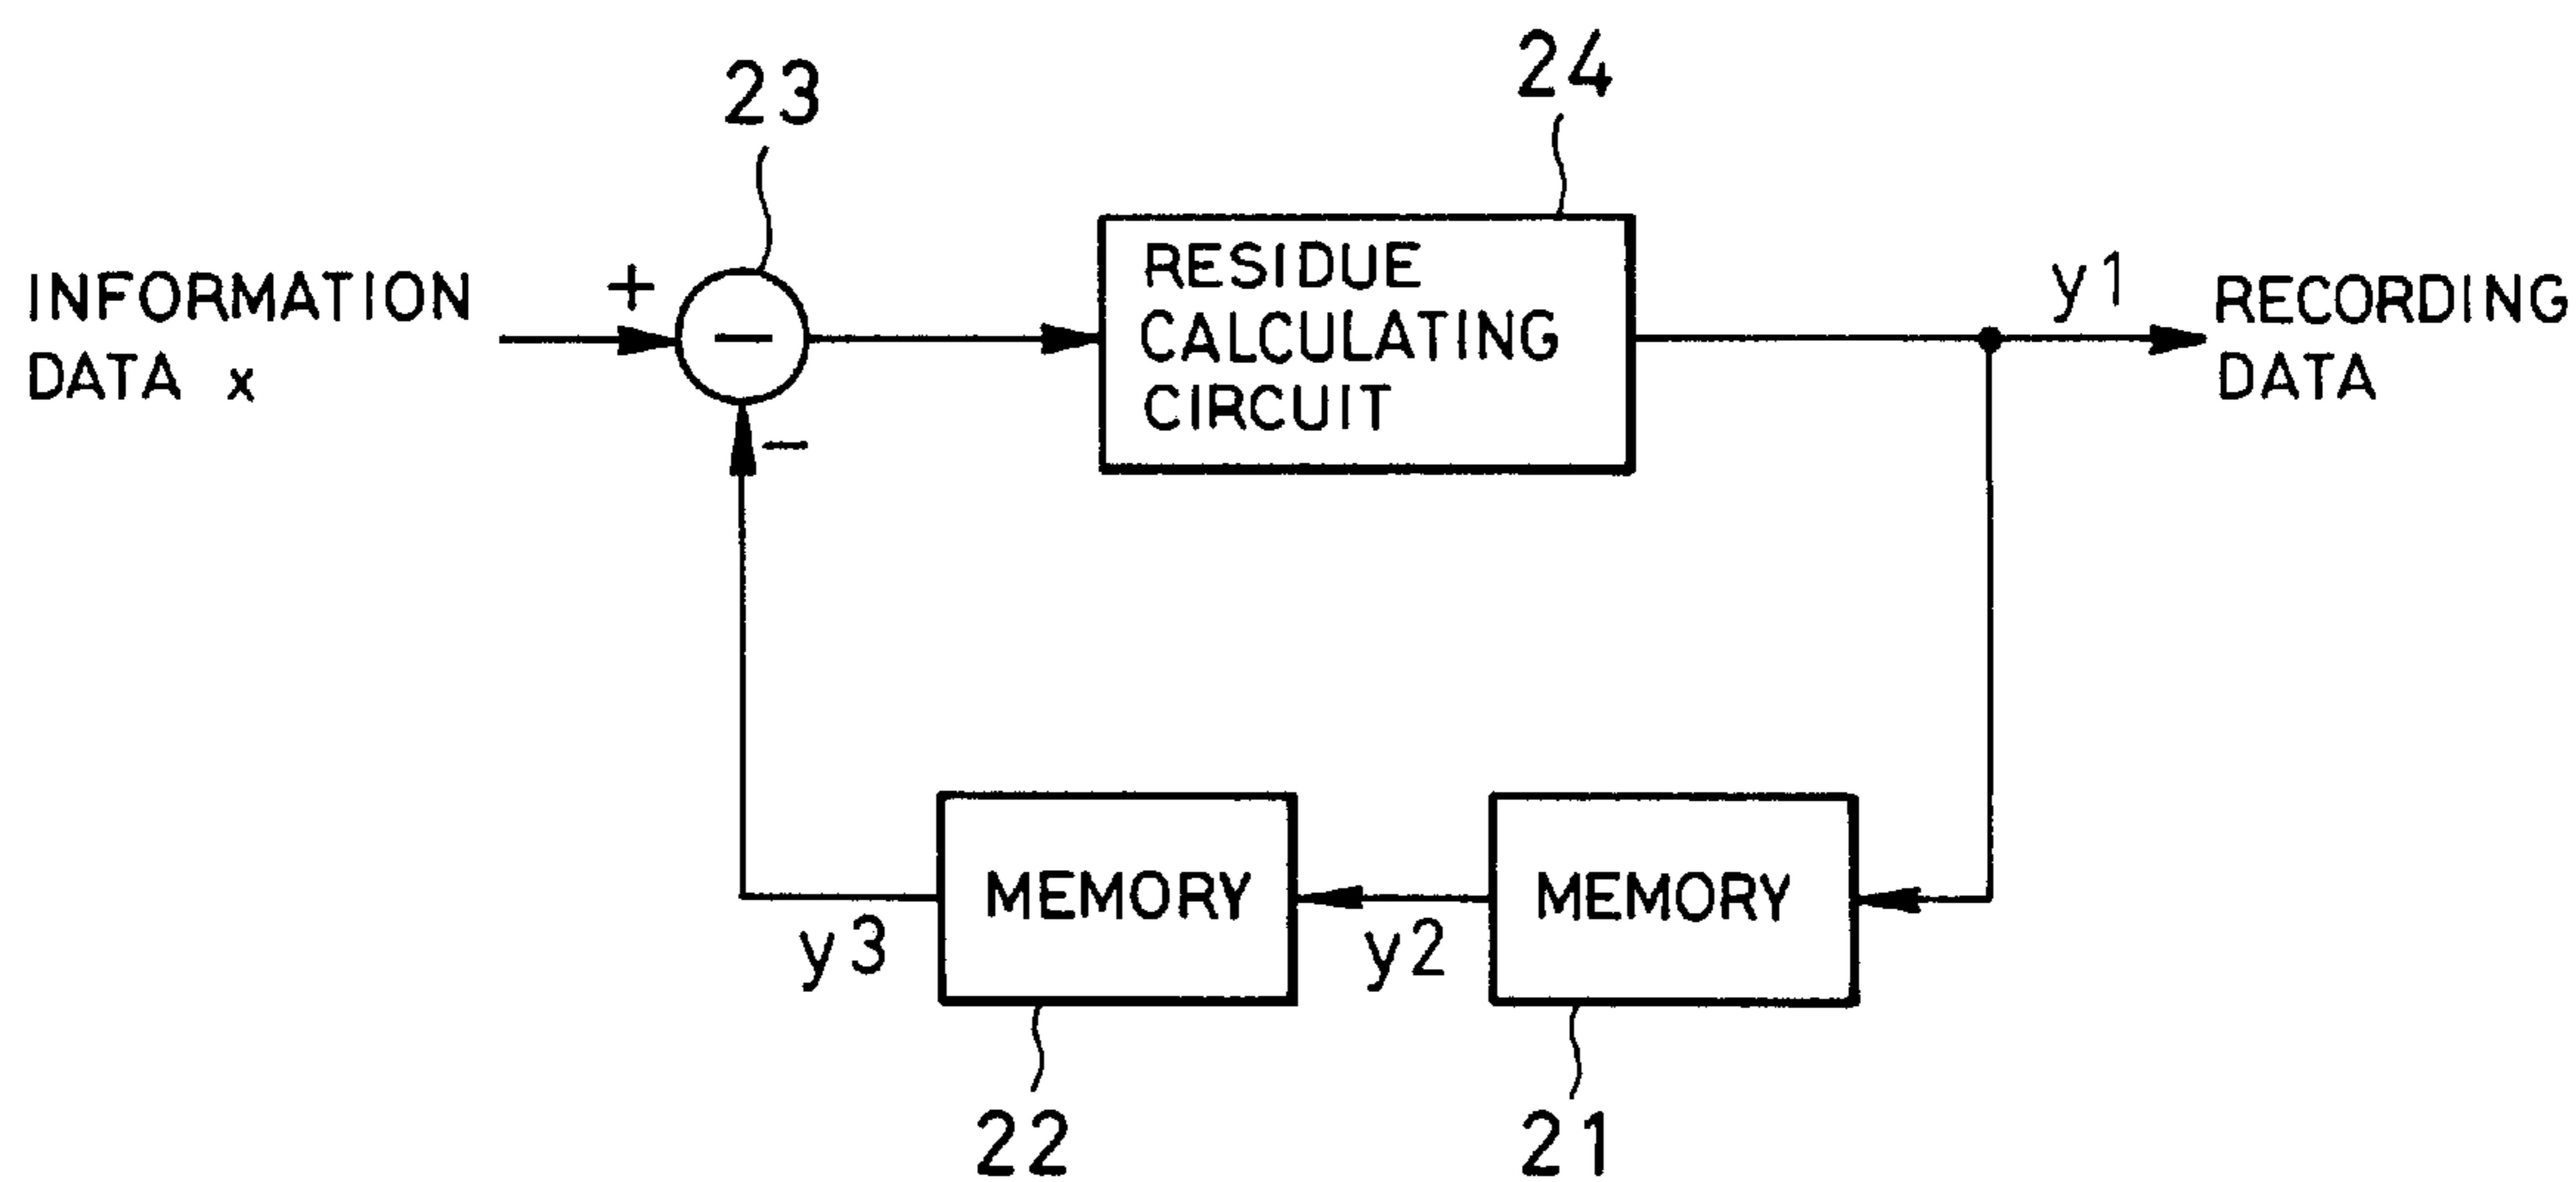 23
24
INFORMATION
DATA x
+
−
−
RESIDUE
CALCULATING
CIRCUIT
y1
RECORDING
DATA
MEMORY
MEMORY
y3
y2
22
21